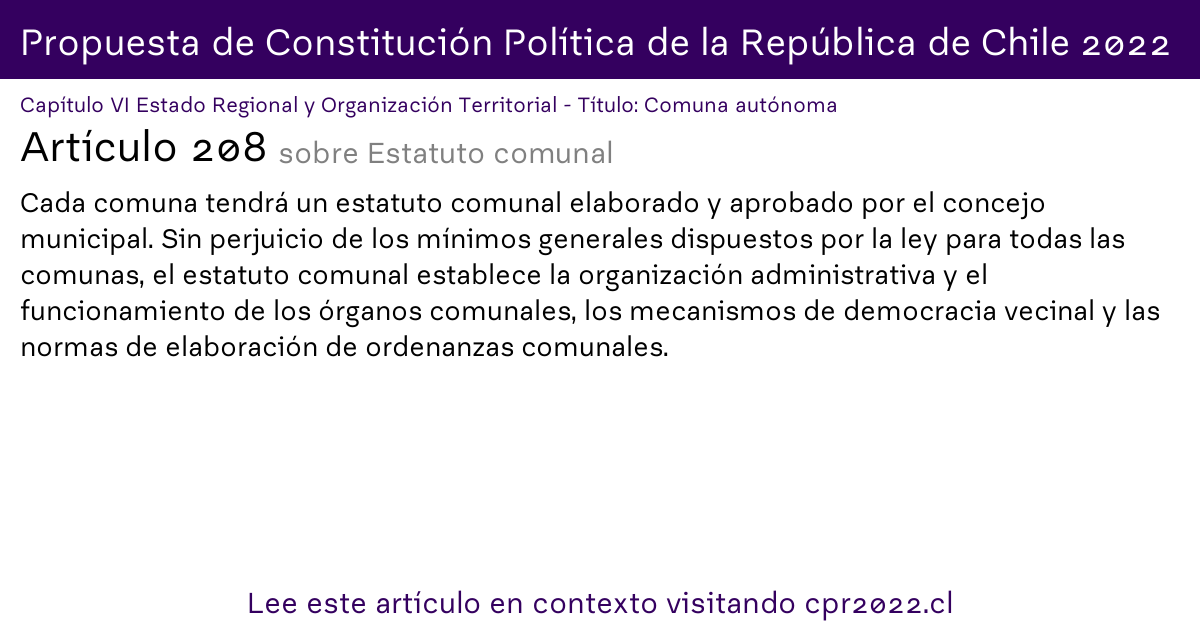 Propuesta de Constitución Política de la República de Chile 2022
Capítulo VI Estado Regional y Organización Territorial - Título: Comuna autónoma
Artículo 208 sobre Estatuto comunal
Cada comuna tendrá un estatuto comunal elaborado y aprobado por el concejo
municipal. Sin perjuicio de los mínimos generales dispuestos por la ley para todas las
comunas, el estatuto comunal establece la organización administrativa y el
funcionamiento de los órganos comunales, los mecanismos de democracia vecinal y las
normas de elaboración de ordenanzas comunales.
Lee este artículo en contexto visitando cpr2022.cl